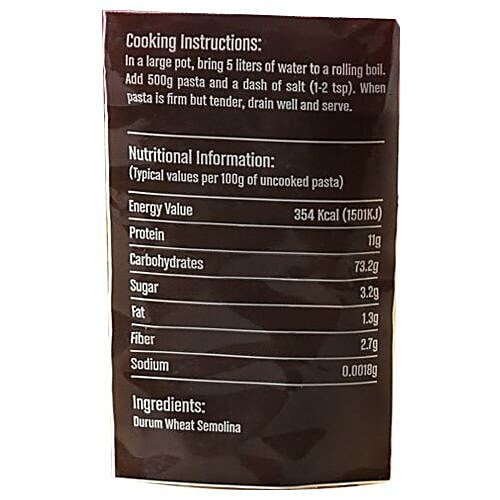 Cooking Instructions:
In a large pot, bring 5 liters of water to a rolling boil.
Add 500g pasta and a dash of salt (1-2 tsp). When
pasta is firm but tender, drain well and serve.
Nutritional Information:
(Typical values per 100g of uncooked pasta)
Energy Value 354 Kcal (1501KJ)
Protein 11g
Carbohydrates 73.2g
Sugar 3.2g
Fat 1.3g
Fiber 2.7g
Sodium 0.0018g
Ingredients:
Durum Wheat Semolina